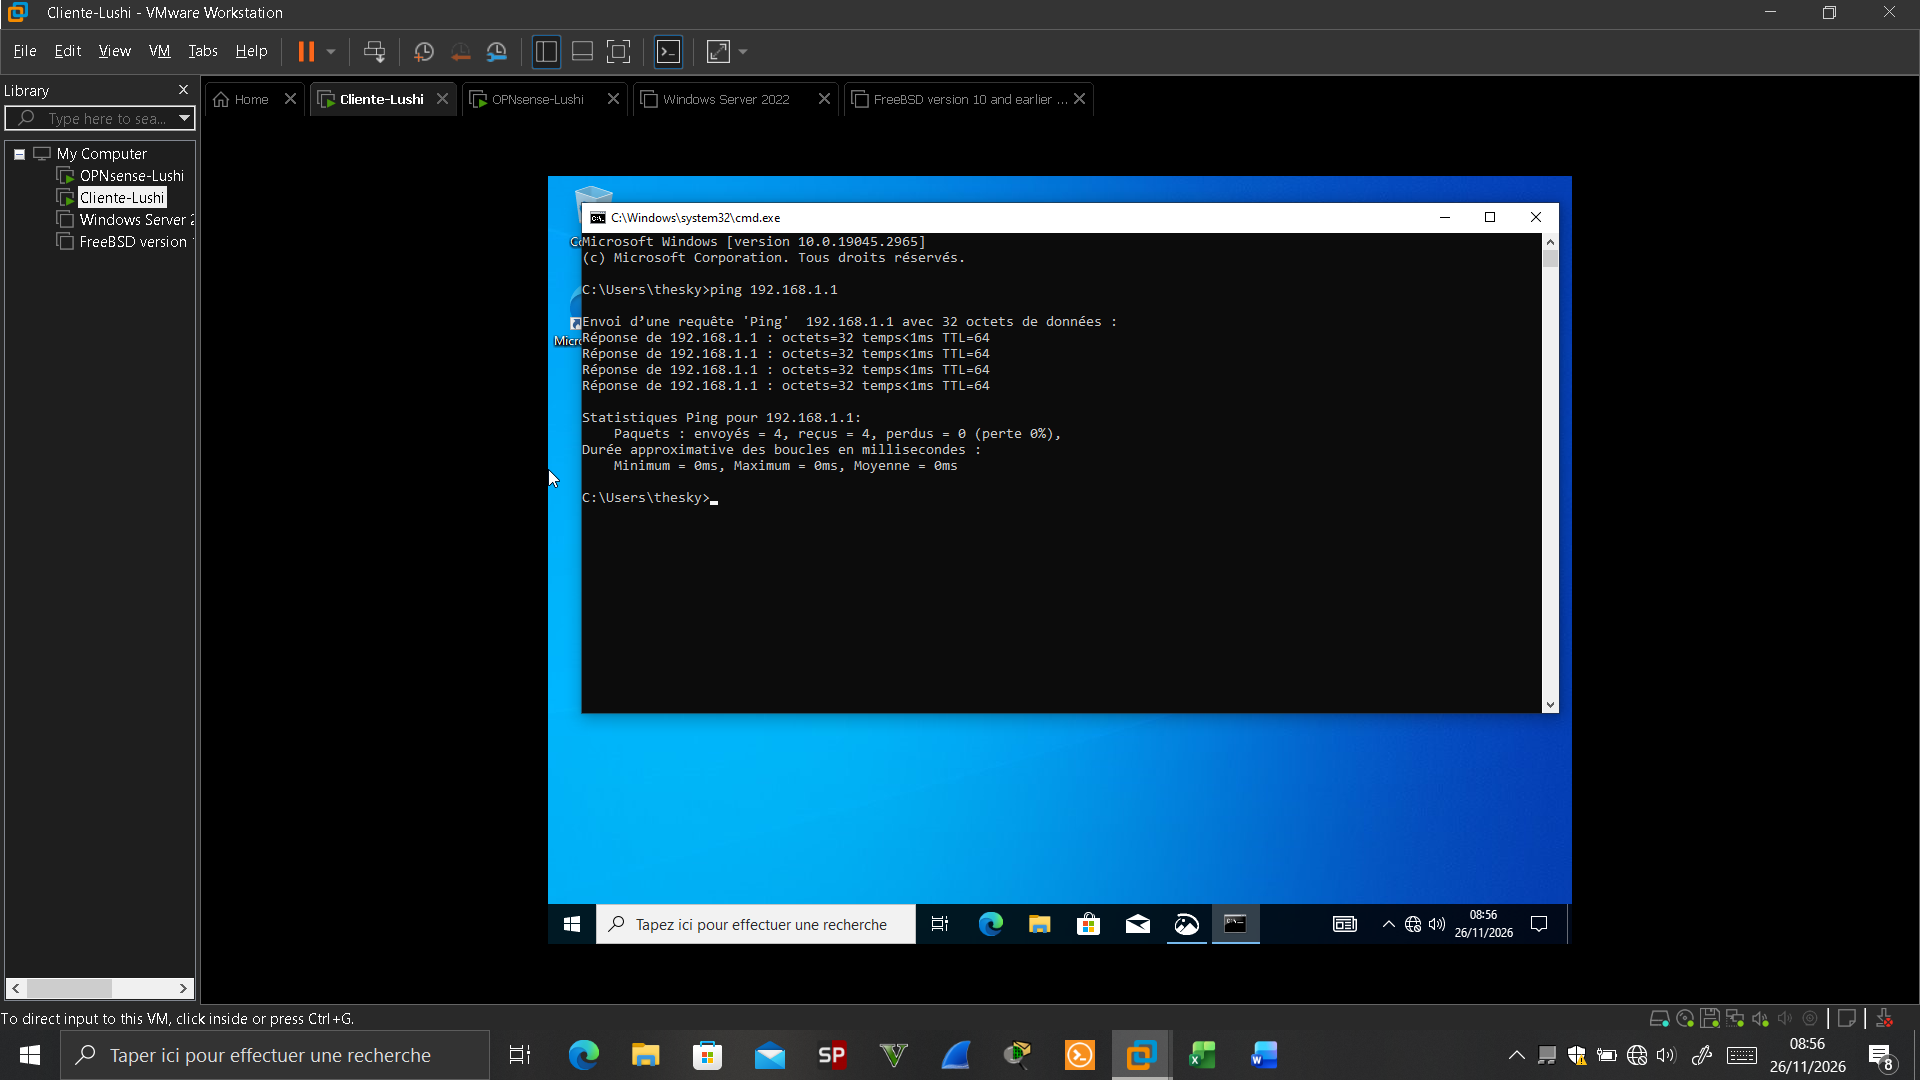 Cliente-Lushi - VMware Workstation
File Edit View VM Tabs Help
Library
Type here to sea...
My Computer
OPNsense-Lushi
Cliente-Lushi
Windows Server 2
FreeBSD version
Home
Cliente-Lushi
OPNsense-Lushi
Windows Server 2022
FreeBSD version 10 and earlier ...
C:\Windows\system32\cmd.exe
Microsoft Windows [version 10.0.19045.2965]
(c) Microsoft Corporation. Tous droits réservés.
C:\Users\thesky>ping 192.168.1.1
Envoi d’une requête 'Ping'  192.168.1.1 avec 32 octets de données :
Réponse de 192.168.1.1 : octets=32 temps<1ms TTL=64
Réponse de 192.168.1.1 : octets=32 temps<1ms TTL=64
Réponse de 192.168.1.1 : octets=32 temps<1ms TTL=64
Réponse de 192.168.1.1 : octets=32 temps<1ms TTL=64
Statistiques Ping pour 192.168.1.1:
Paquets : envoyés = 4, reçus = 4, perdus = 0 (perte 0%),
Durée approximative des boucles en millisecondes :
Minimum = 0ms, Maximum = 0ms, Moyenne = 0ms
C:\Users\thesky>
Tapez ici pour effectuer une recherche
08:56
26/11/2026
To direct input to this VM, click inside or press Ctrl+G.
Taper ici pour effectuer une recherche
SP
08:56
26/11/2026
8